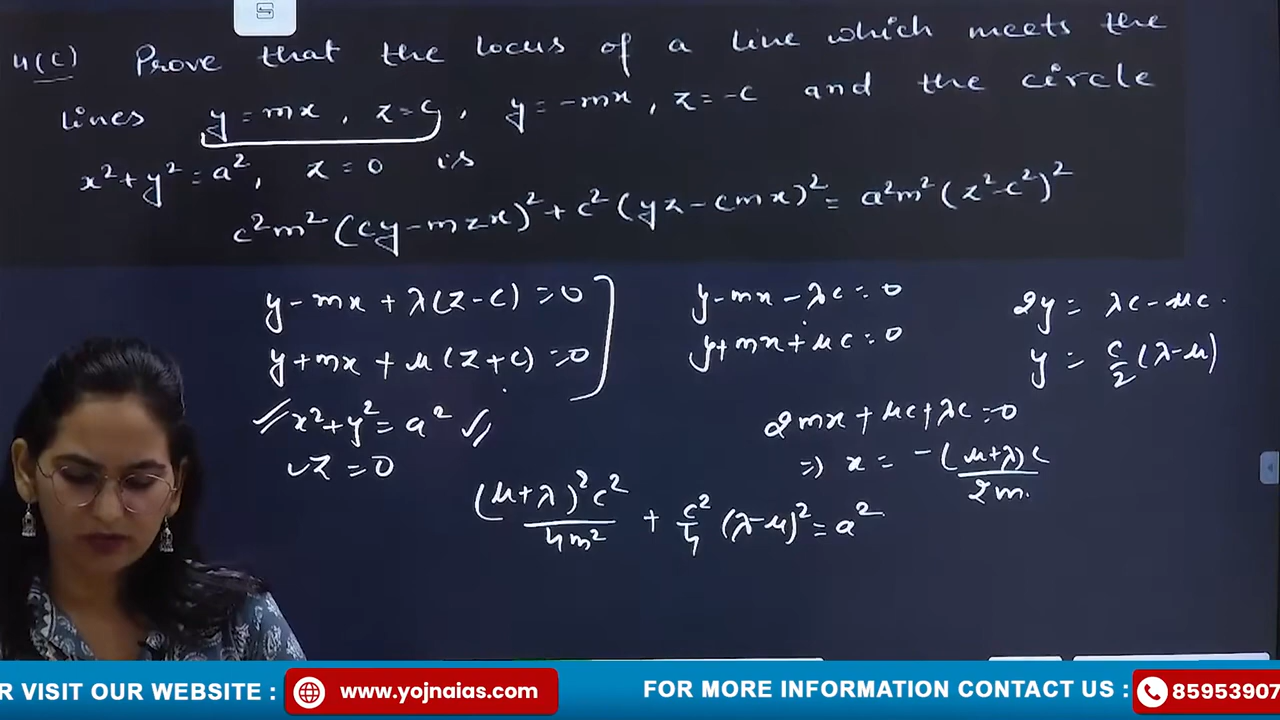 4(c) Prove that the locus of a line which meets the
lines y = mx, z = c, y = -mx, z = -c and the circle
x² + y² = a², z = 0 is
c²m²(cy - mzx)² + c²(yz - cmx)² = a²m²(z² - c²)²
y - mx + λ(z - c) = 0
y + mx + μ(z + c) = 0
x² + y² = a²
z = 0
y - mx - λc = 0
y + mx + μc = 0
2y = λc - μc.
y = c/2 (λ - μ)
2mx + μc + λc = 0
⇒ x = -(μ + λ)c / 2m.
(μ + λ)²c² / 4m² + c²/4 (λ - μ)² = a²
R VISIT OUR WEBSITE : www.yojnaias.com FOR MORE INFORMATION CONTACT US : 85953907